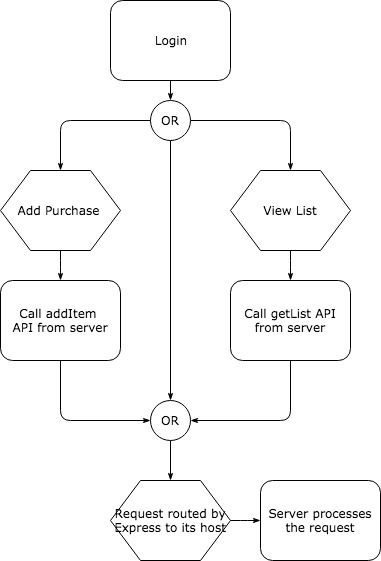 Login
OR
Add Purchase
View List
Call addItem
API from server
Call getList API
from server
OR
Request routed by
Express to its host
Server processes
the request